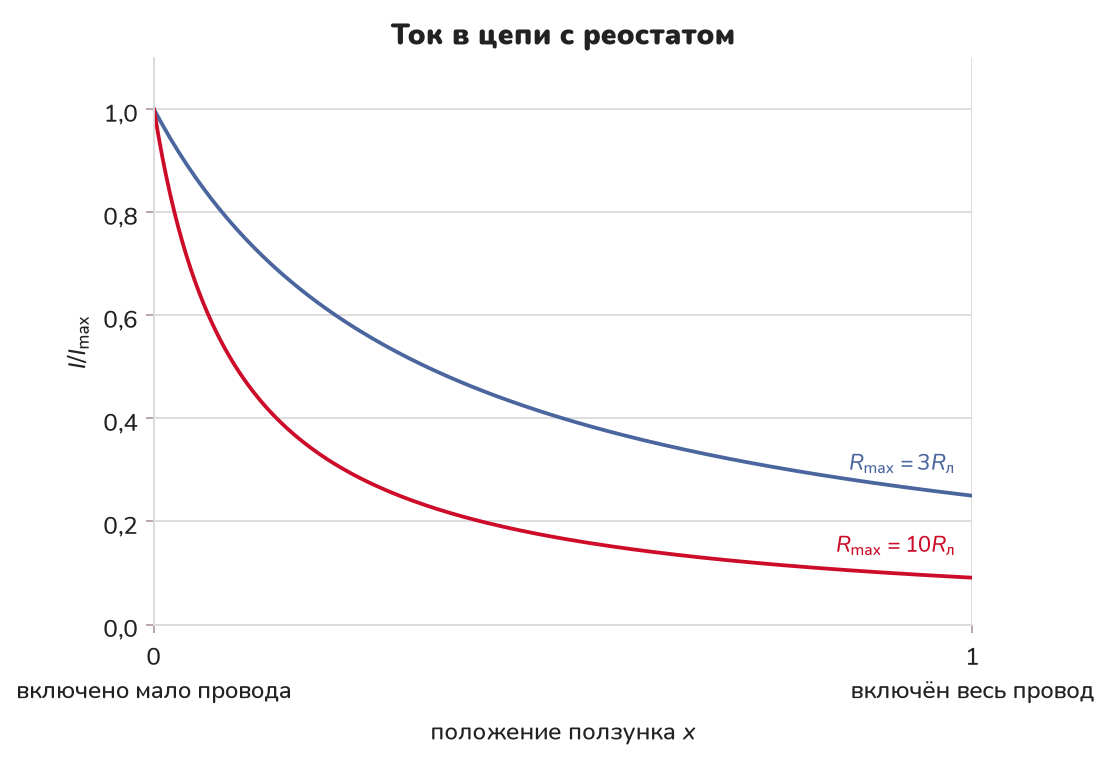 Ток в цепи с реостатом
I/Imax
1,0
0,8
0,6
0,4
0,2
0,0
Rmax = 3Rл
Rmax = 10Rл
0
1
включено мало провода
включён весь провод
положение ползунка x